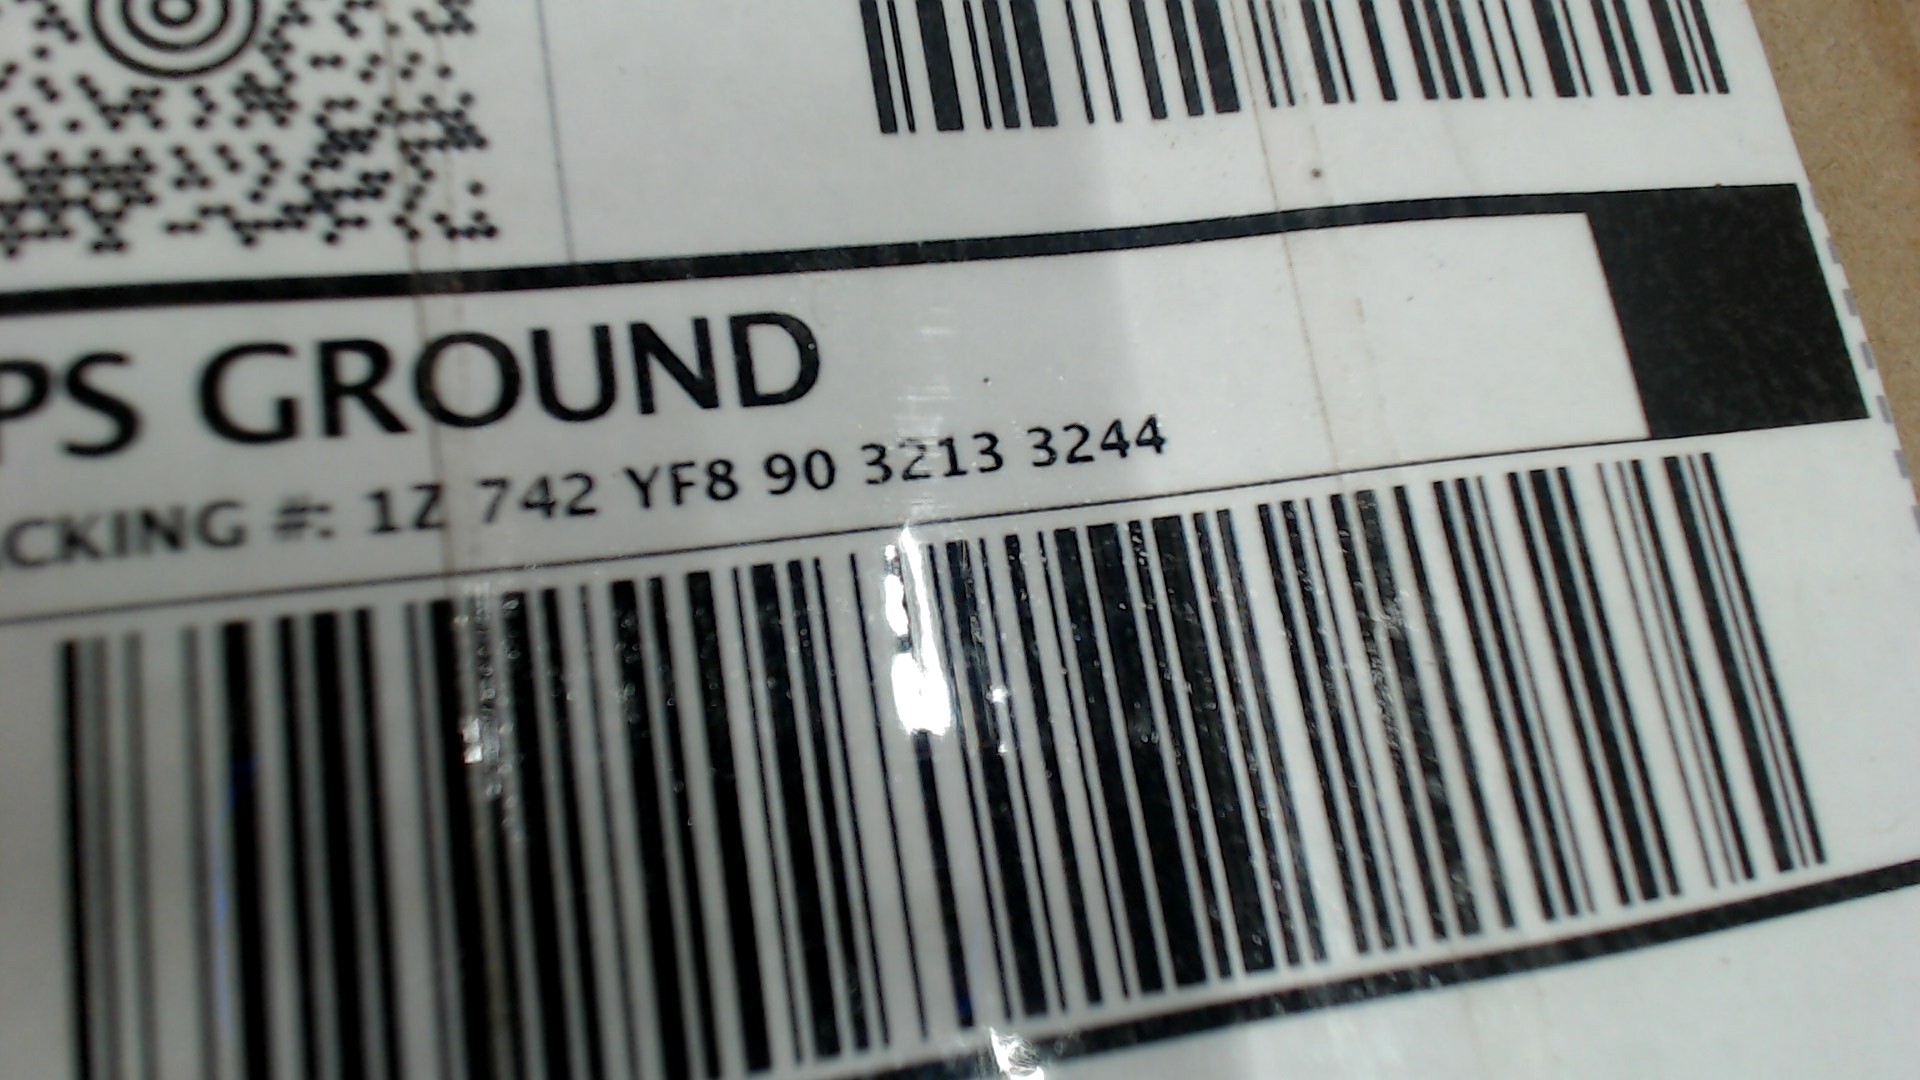 PS GROUND
CKING #: 1Z 742 YF8 90 3213 3244